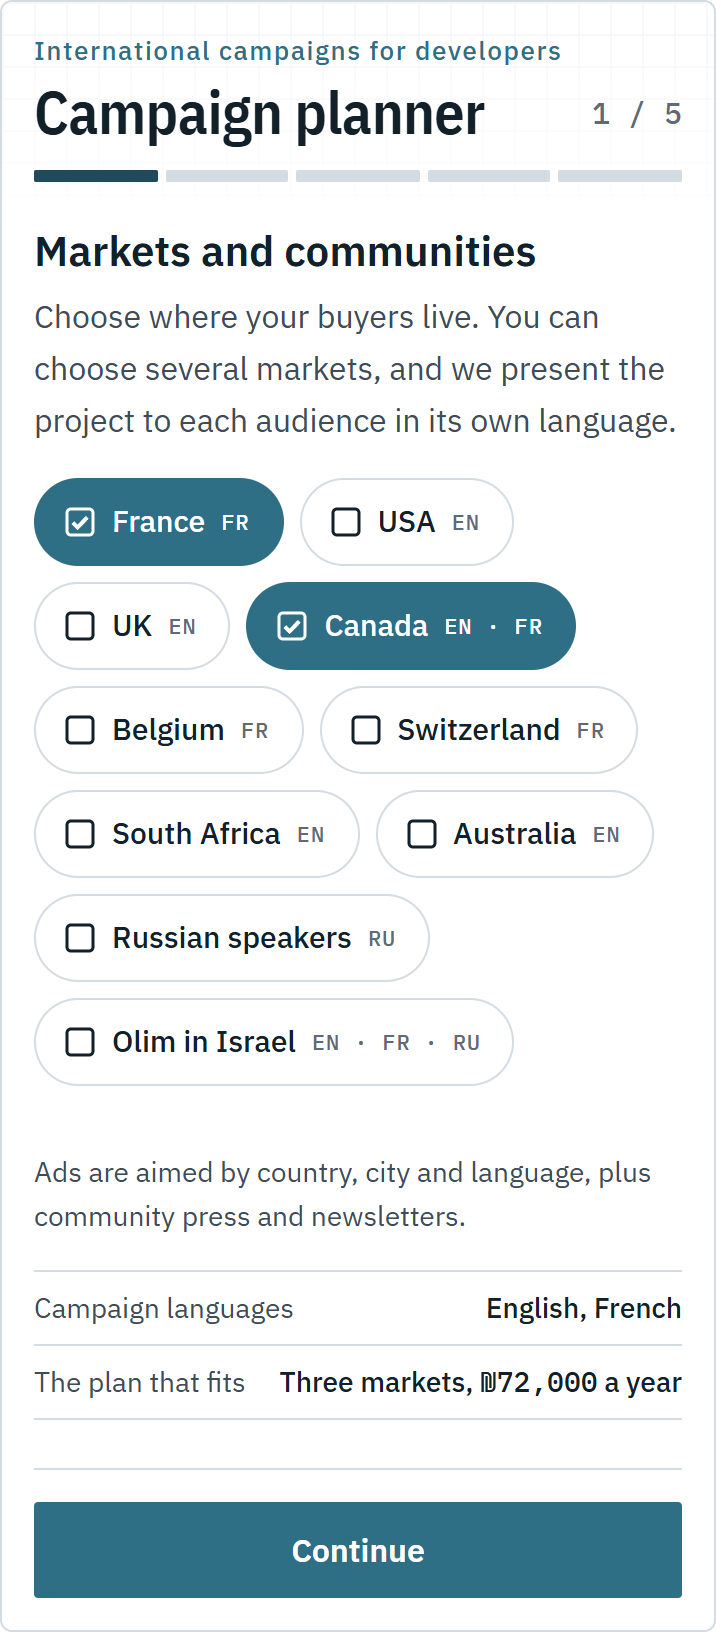 International campaigns for developers
Campaign planner
1 / 5
Markets and communities
Choose where your buyers live. You can
choose several markets, and we present the
project to each audience in its own language.
France FR
USA EN
UK EN
Canada EN · FR
Belgium FR
Switzerland FR
South Africa EN
Australia EN
Russian speakers RU
Olim in Israel EN · FR · RU
Ads are aimed by country, city and language, plus
community press and newsletters.
Campaign languages English, French
The plan that fits Three markets, ₪72,000 a year
Continue